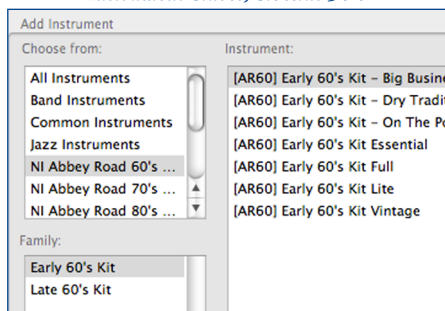 Add Instrument
Choose from:
All Instruments
Band Instruments
Common Instruments
Jazz Instruments
NI Abbey Road 60's ...
NI Abbey Road 70's ...
NI Abbey Road 80's ...
Family:
Early 60's Kit
Late 60's Kit
Instrument:
[AR60] Early 60's Kit – Big
[AR60] Early 60's Kit – Dry
[AR60] Early 60's Kit – On The
[AR60] Early 60's Kit Essential
[AR60] Early 60's Kit Full
[AR60] Early 60's Kit Lite
[AR60] Early 60's Kit Vintage